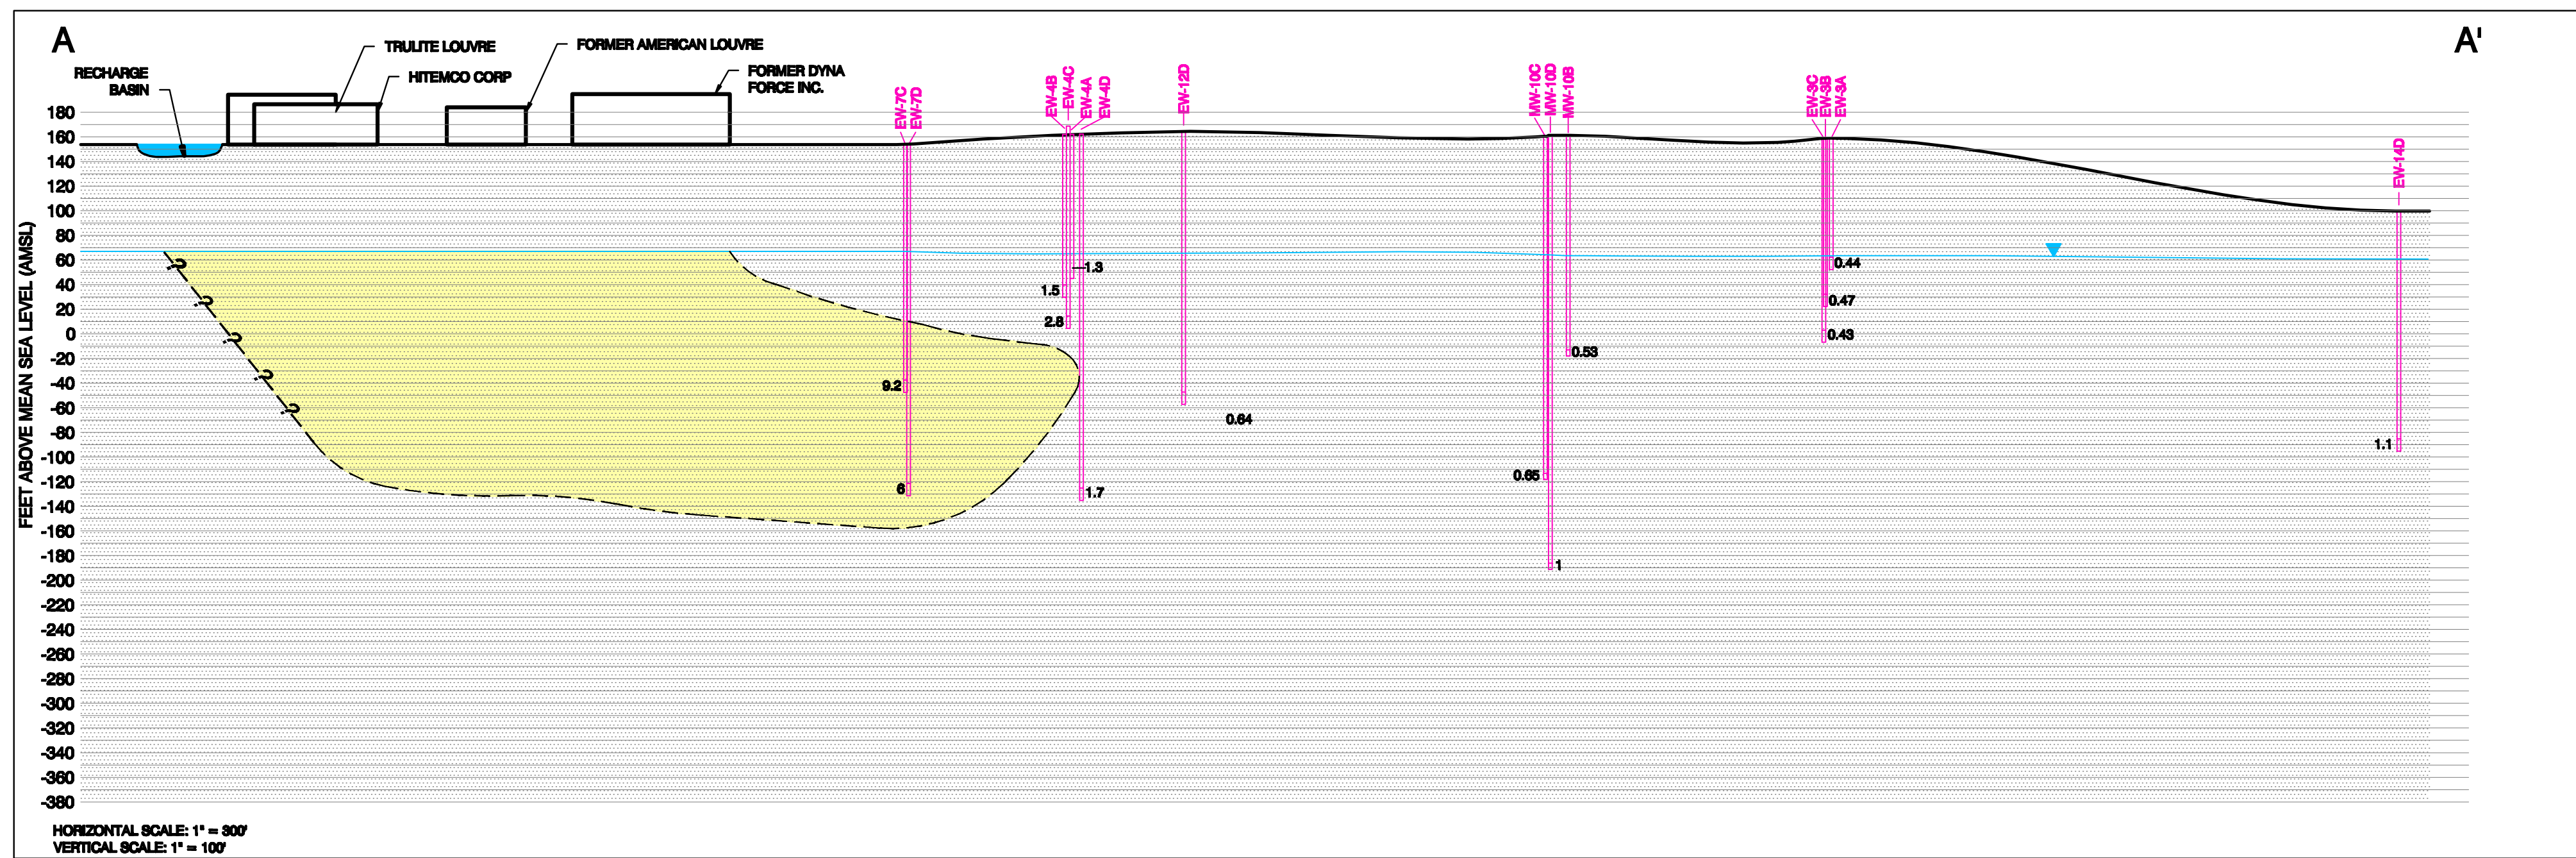 A
A'
TRULITE LOUVRE
FORMER AMERICAN LOUVRE
RECHARGE
BASIN
HITEMCO CORP
FORMER DYNA
FORCE INC.
EW-7C
EW-7D
EW-4B
EW-4C
EW-4A
EW-4D
EW-12D
MW-10C
MW-10D
MW-10B
EW-3C
EW-3B
EW-3A
EW-14D
FEET ABOVE MEAN SEA LEVEL (AMSL)
180
160
140
120
100
80
60
40
20
0
-20
-40
-60
-80
-100
-120
-140
-160
-180
-200
-220
-240
-260
-280
-300
-320
-340
-360
-380
?
?
?
?
?
1.3
0.44
1.5
0.47
2.8
0.43
0.53
9.2
0.64
1.1
0.65
6
1.7
1
HORIZONTAL SCALE: 1" = 300'
VERTICAL SCALE: 1" = 100'